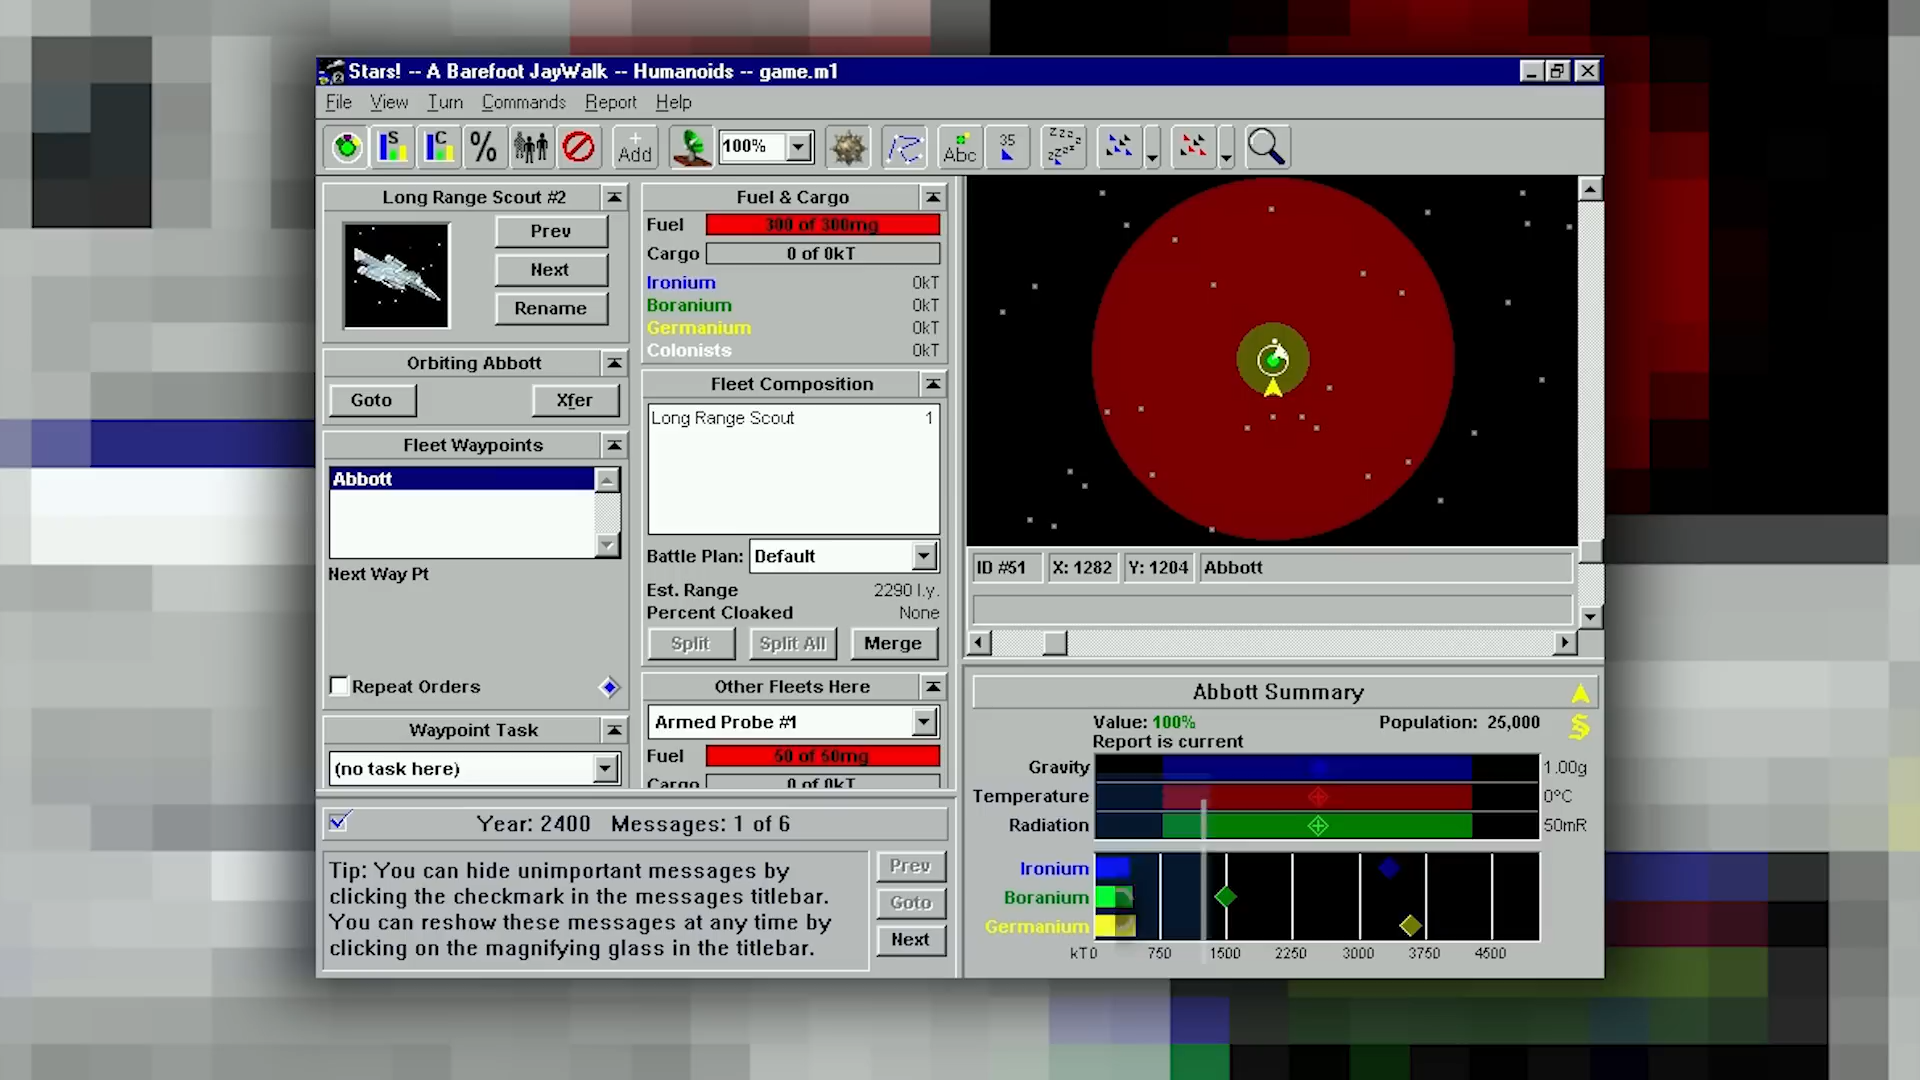 Stars! -- A Barefoot JayWalk -- Humanoids -- game.m1
File View Turn Commands Report Help
S C % Add 100% Abc 35 zzzz zzzz
Long Range Scout #2
Prev
Next
Rename
Orbiting Abbott
Goto Xfer
Fleet Waypoints
Abbott
Next Way Pt
Repeat Orders
Waypoint Task
(no task here)
Fuel & Cargo
Fuel 300 of 300mg
Cargo 0 of 0kT
Ironium 0kT
Boranium 0kT
Germanium 0kT
Colonists 0kT
Fleet Composition
Long Range Scout 1
Battle Plan: Default
Est. Range 2290 l.y.
Percent Cloaked None
Split Split All Merge
Other Fleets Here
Armed Probe #1
Fuel 50 of 50mg
Cargo 0 of 0kT
ID #51 X: 1282 Y: 1204 Abbott
Abbott Summary
Value: 100% Population: 25,000
Report is current
Gravity 1.00g
Temperature 0°C
Radiation 50mR
Ironium
Boranium
Germanium
kT 0 750 1500 2250 3000 3750 4500
Year: 2400 Messages: 1 of 6
Tip: You can hide unimportant messages by
clicking the checkmark in the messages titlebar.
You can reshow these messages at any time by
clicking on the magnifying glass in the titlebar.
Prev
Goto
Next